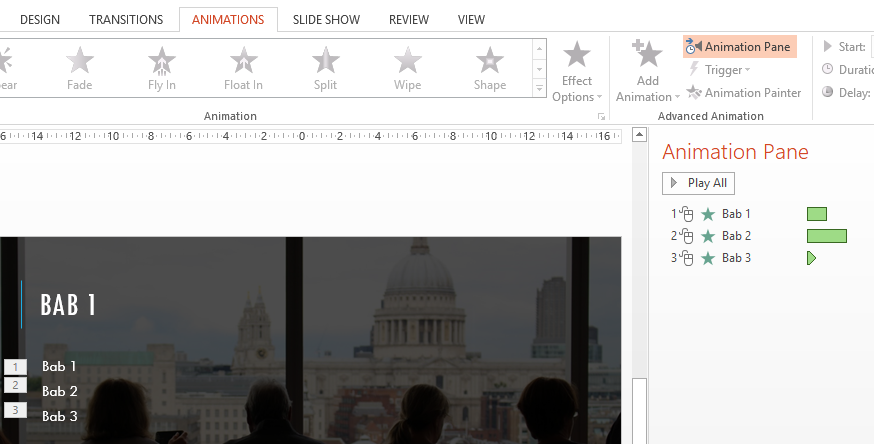 DESIGN TRANSITIONS ANIMATIONS SLIDE SHOW REVIEW VIEW
Fade Fly In Float In Split Wipe Shape
Effect Options
Add Animation
Animation Pane
Trigger
Animation Painter
Start:
Delay:
Animation
Advanced Animation
14 12 10 8 6 4 2 0 2 4 6 8 10 12 14 16
Animation Pane
Play All
1 Bab 1
2 Bab 2
3 Bab 3
BAB 1
1 Bab 1
2 Bab 2
3 Bab 3